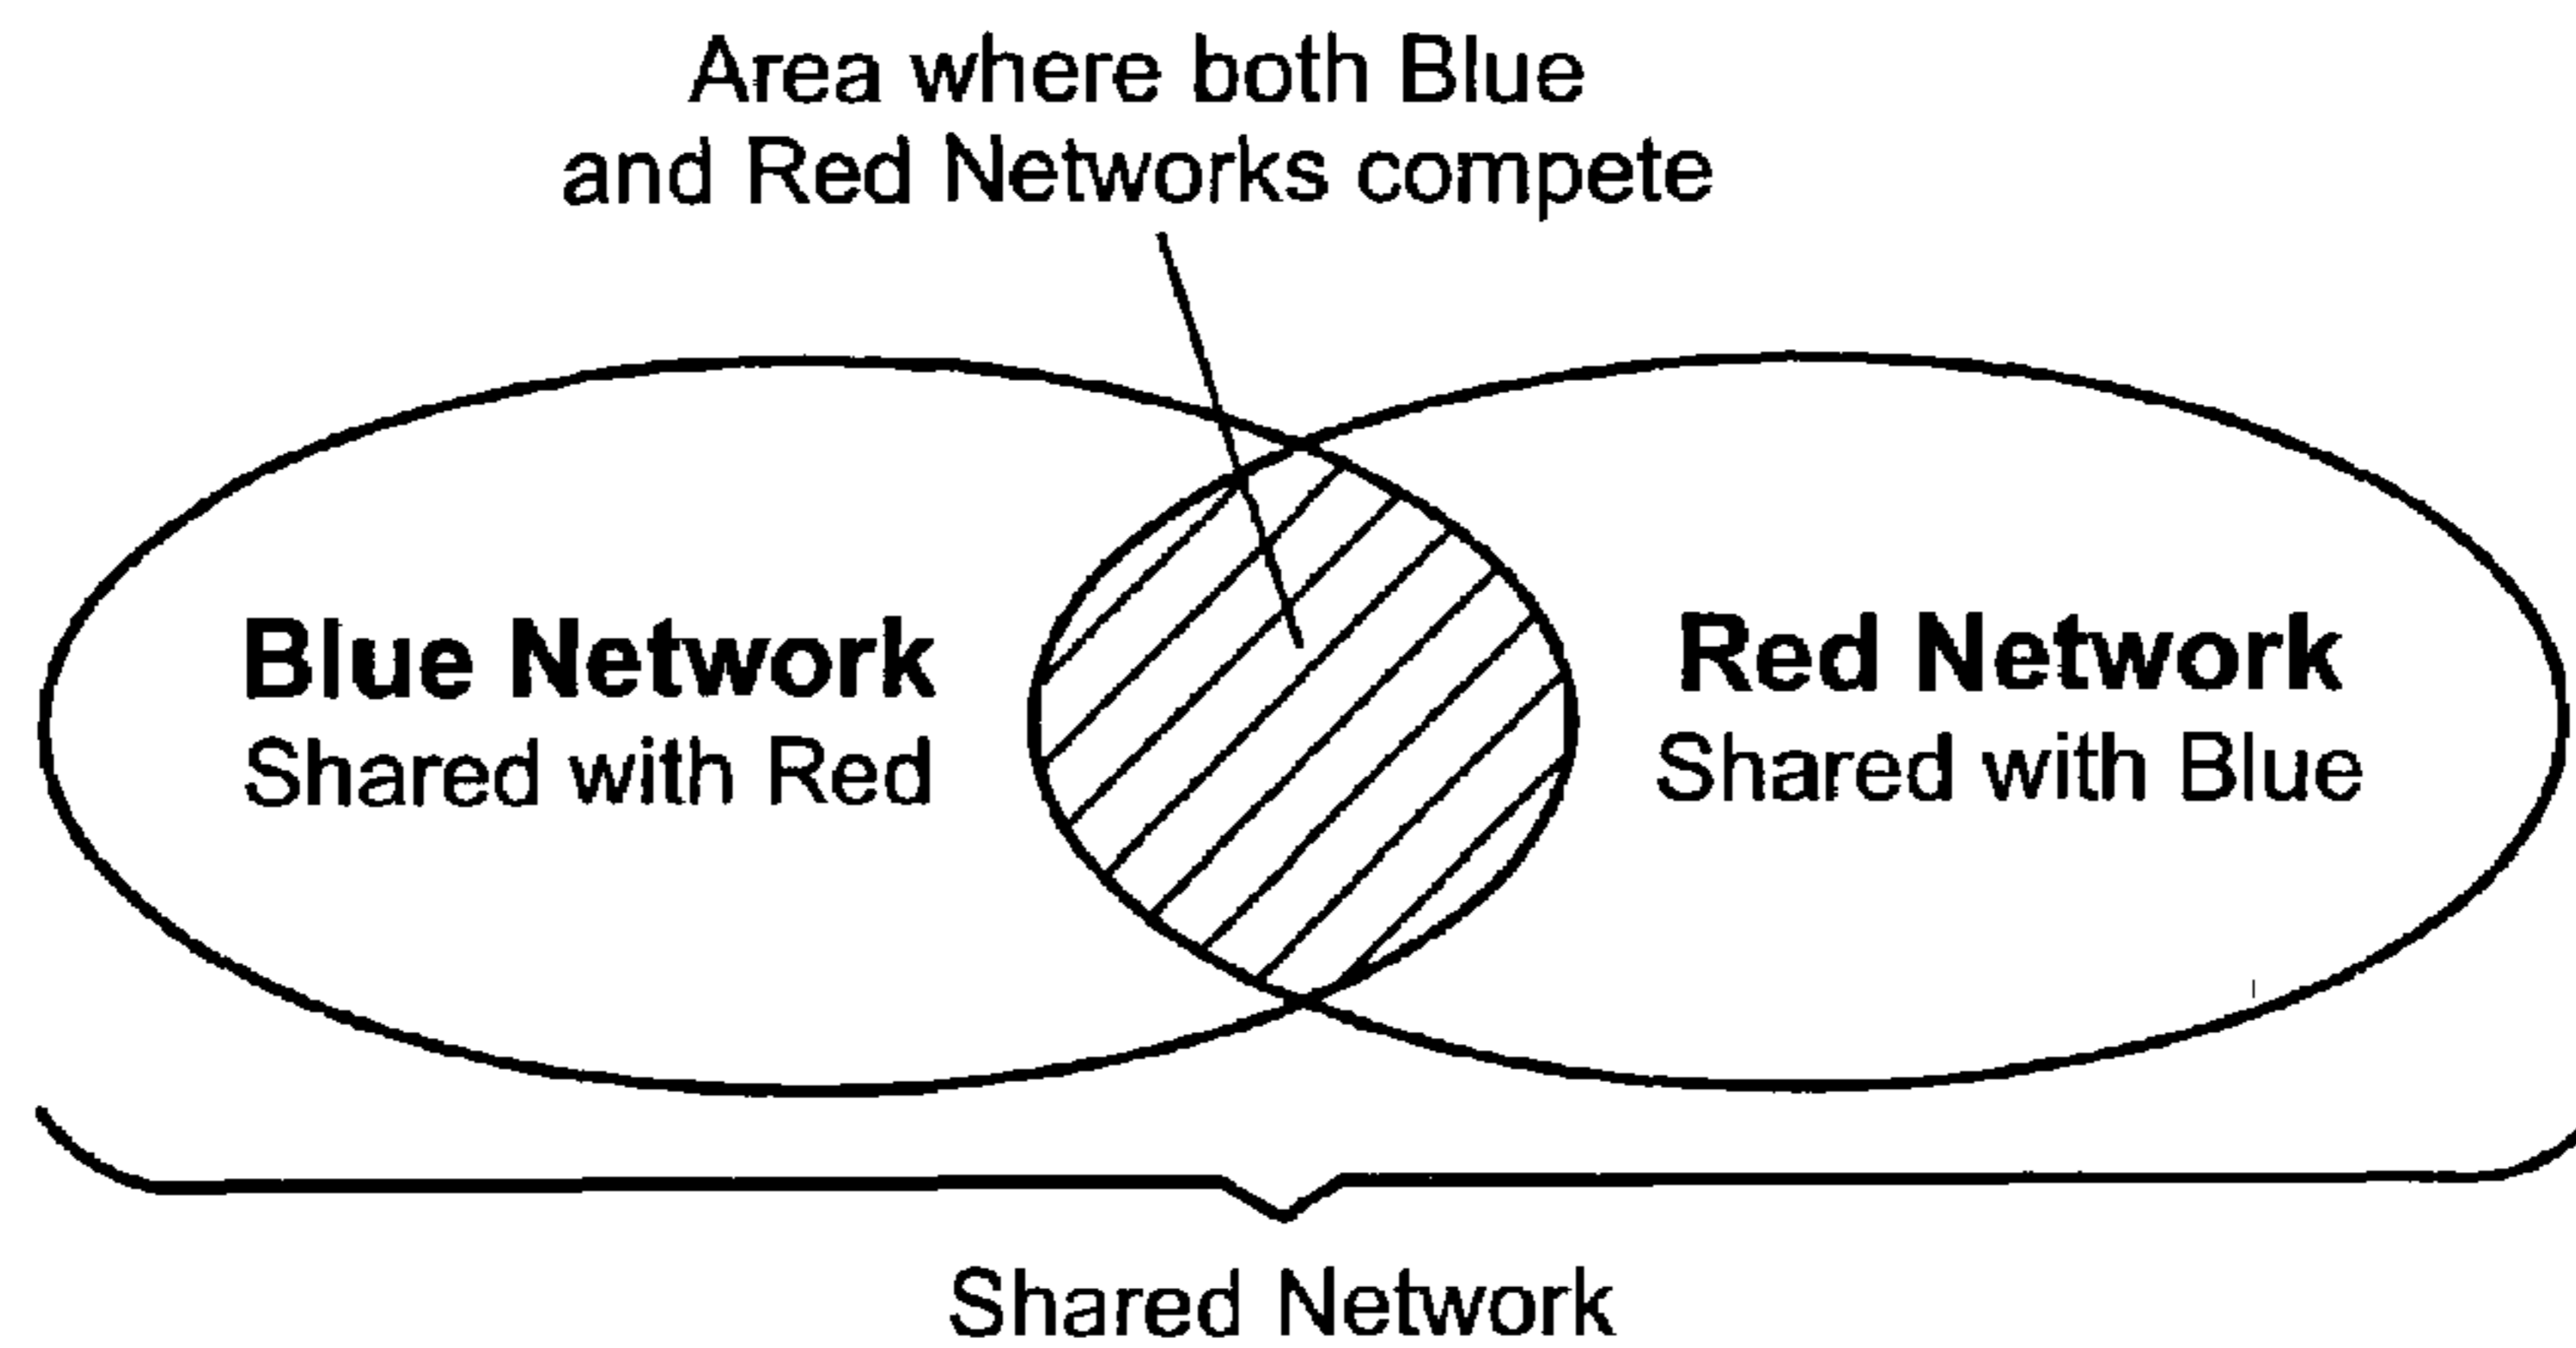 Area where both Blue
and Red Networks compete
Blue Network
Shared with Red
Red Network
Shared with Blue
Shared Network